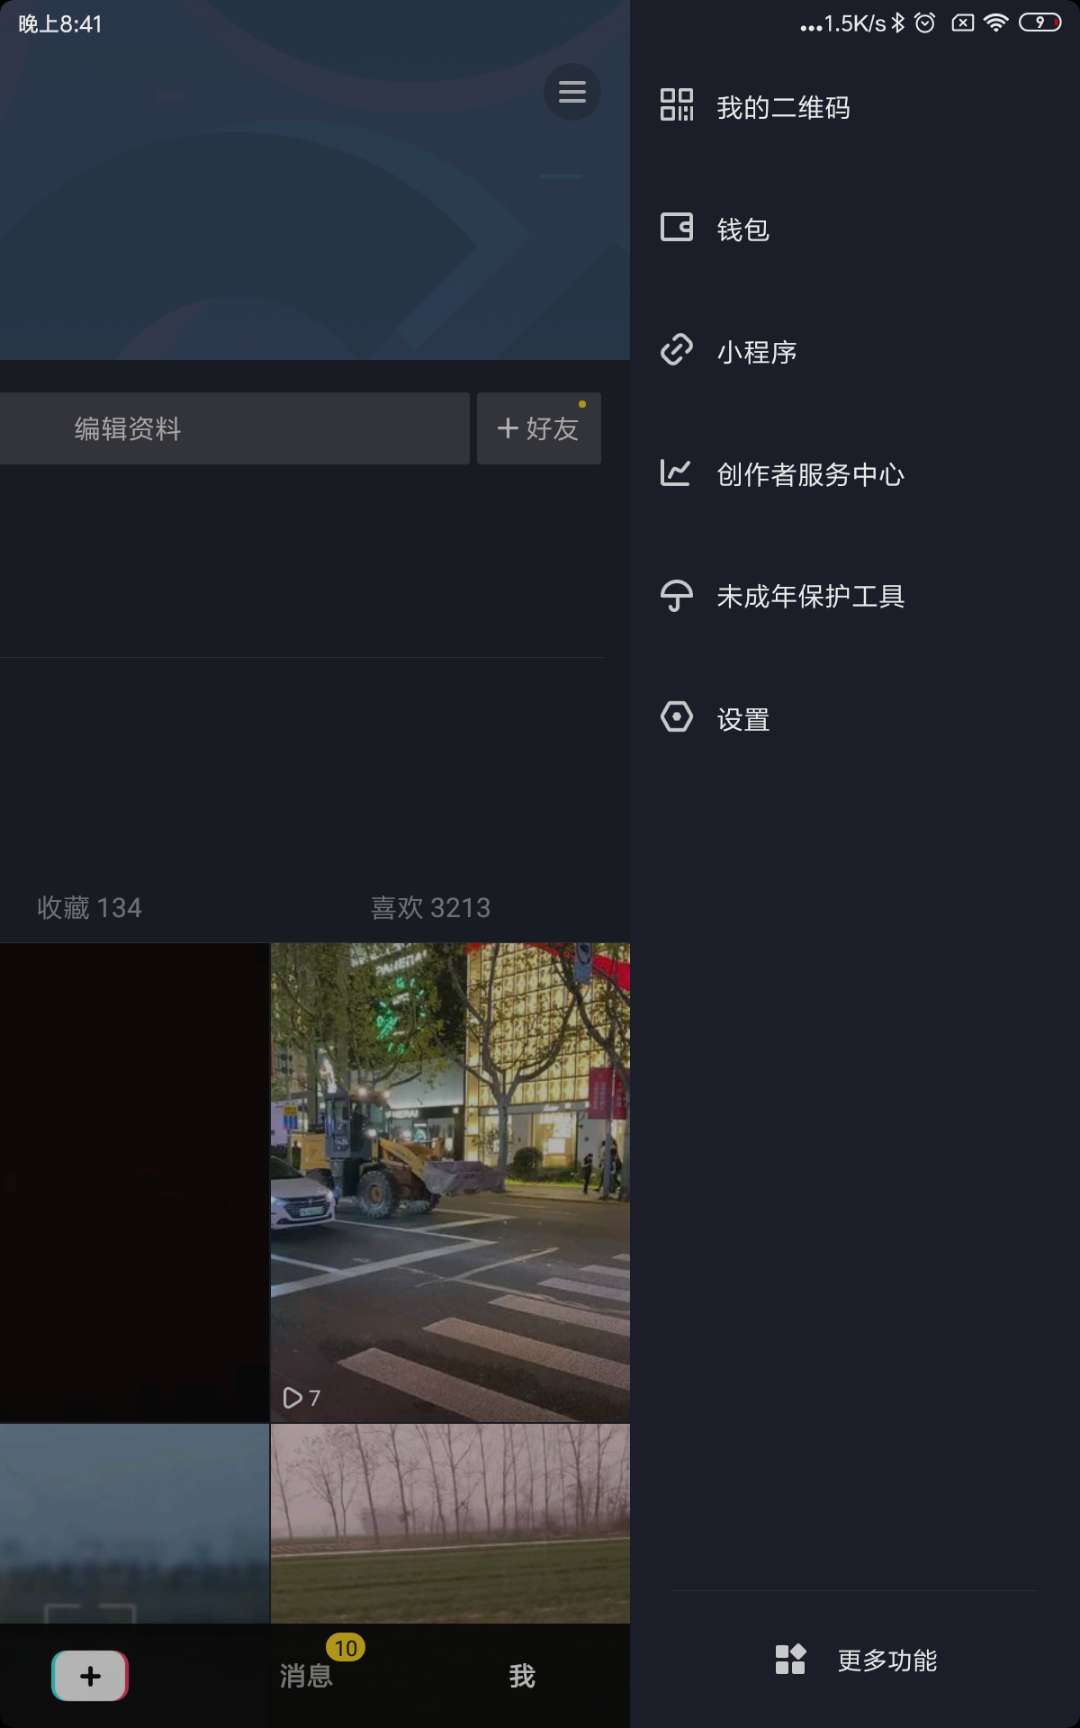 晚上8:41
...1.5K/s
9
我的二维码
钱包
小程序
创作者服务中心
未成年保护工具
设置
编辑资料
+ 好友
收藏 134
喜欢 3213
7
消息
10
我
更多功能